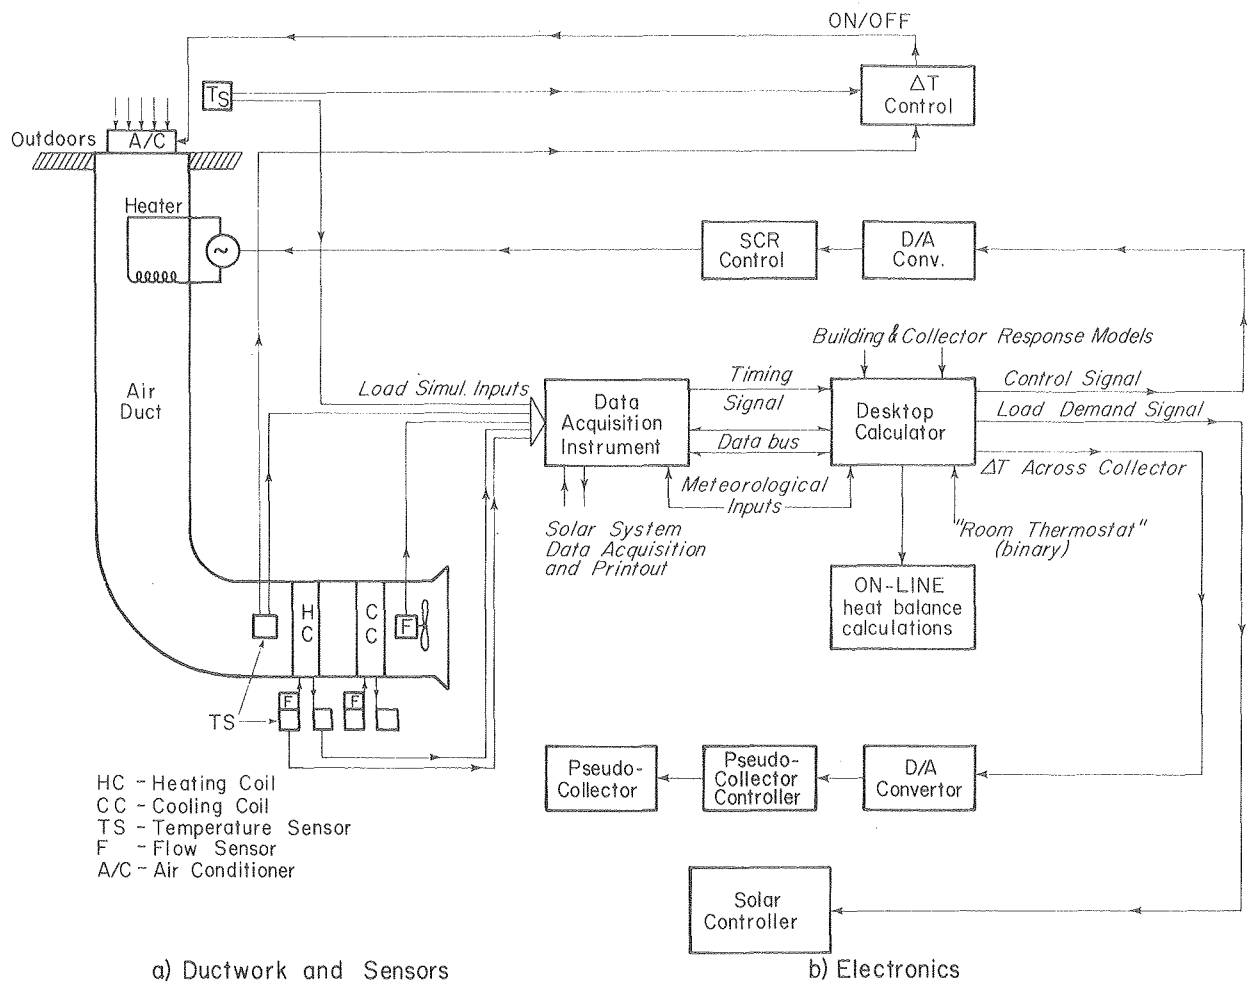 ON/OFF
TS
ΔT
Control
Outdoors
A/C
Heater
~
SCR
Control
D/A
Conv.
Building & Collector Response Models
Air
Duct
Load Simul. Inputs
Data
Acquisition
Instrument
Timing
Signal
Data bus
Desktop
Calculator
Control Signal
Load Demand Signal
ΔT Across Collector
Meteorological
Inputs
Solar System
Data Acquisition
and Printout
"Room Thermostat"
(binary)
ON-LINE
heat balance
calculations
HC
CC
F
F
F
TS
Pseudo-
Collector
Pseudo-
Collector
Controller
D/A
Convertor
HC - Heating Coil
CC - Cooling Coil
TS - Temperature Sensor
F - Flow Sensor
A/C - Air Conditioner
Solar
Controller
a) Ductwork and Sensors
b) Electronics